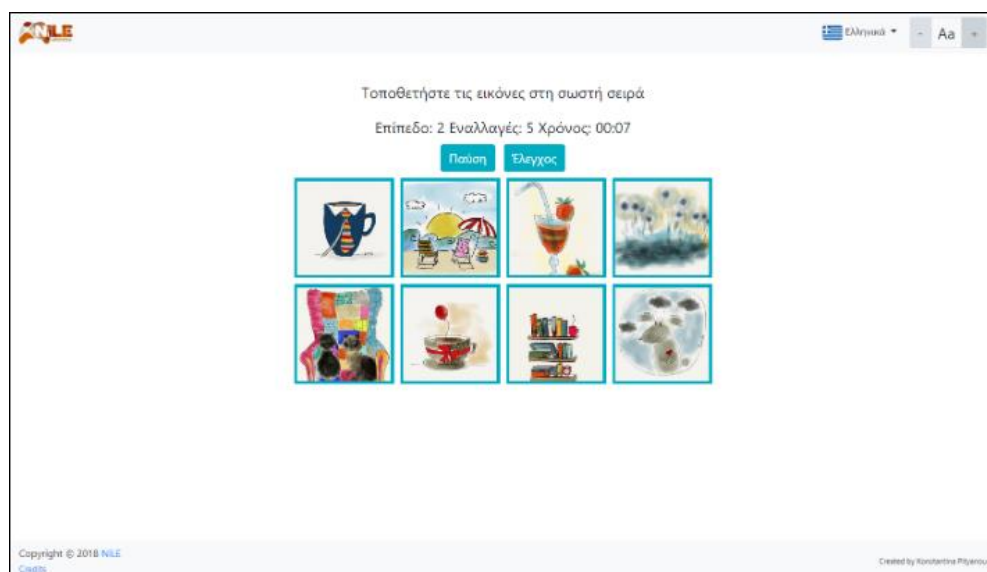 NiLE
Ελληνικά
- Aa +
Τοποθετήστε τις εικόνες στη σωστή σειρά
Επίπεδο: 2 Εναλλαγές: 5 Χρόνος: 00:07
Παύση Έλεγχος
Copyright © 2018 NiLE
Credits
Created by Konstantina